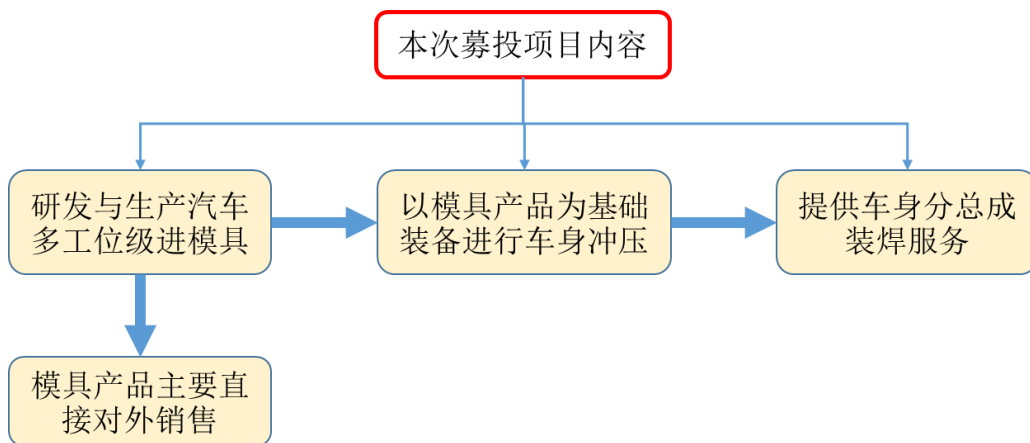 本次募投项目内容
研发与生产汽车
多工位级进模具
以模具产品为基础
装备进行车身冲压
提供车身分总成
装焊服务
模具产品主要直
接对外销售